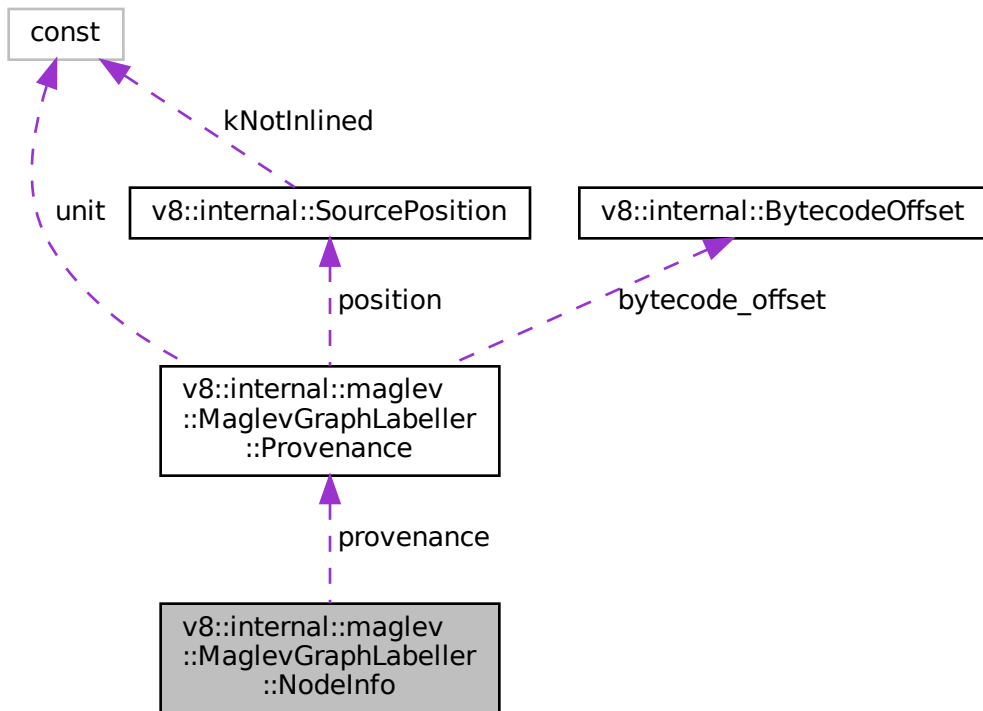 const
kNotInlined
unit
v8::internal::SourcePosition
v8::internal::BytecodeOffset
position
bytecode_offset
v8::internal::maglev
::MaglevGraphLabeller
::Provenance
provenance
v8::internal::maglev
::MaglevGraphLabeller
::NodeInfo